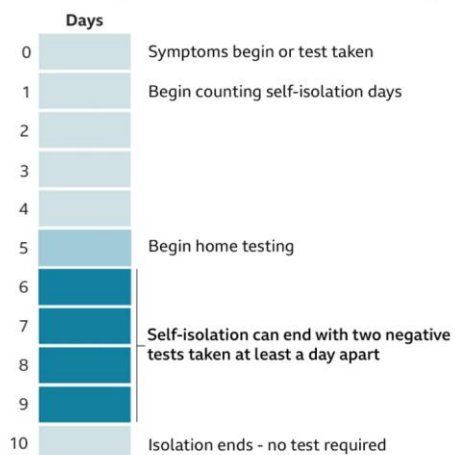 Days
0 Symptoms begin or test taken
1 Begin counting self-isolation days
2
3
4
5 Begin home testing
6
7
Self-isolation can end with two negative
tests taken at least a day apart
8
9
10 Isolation ends - no test required